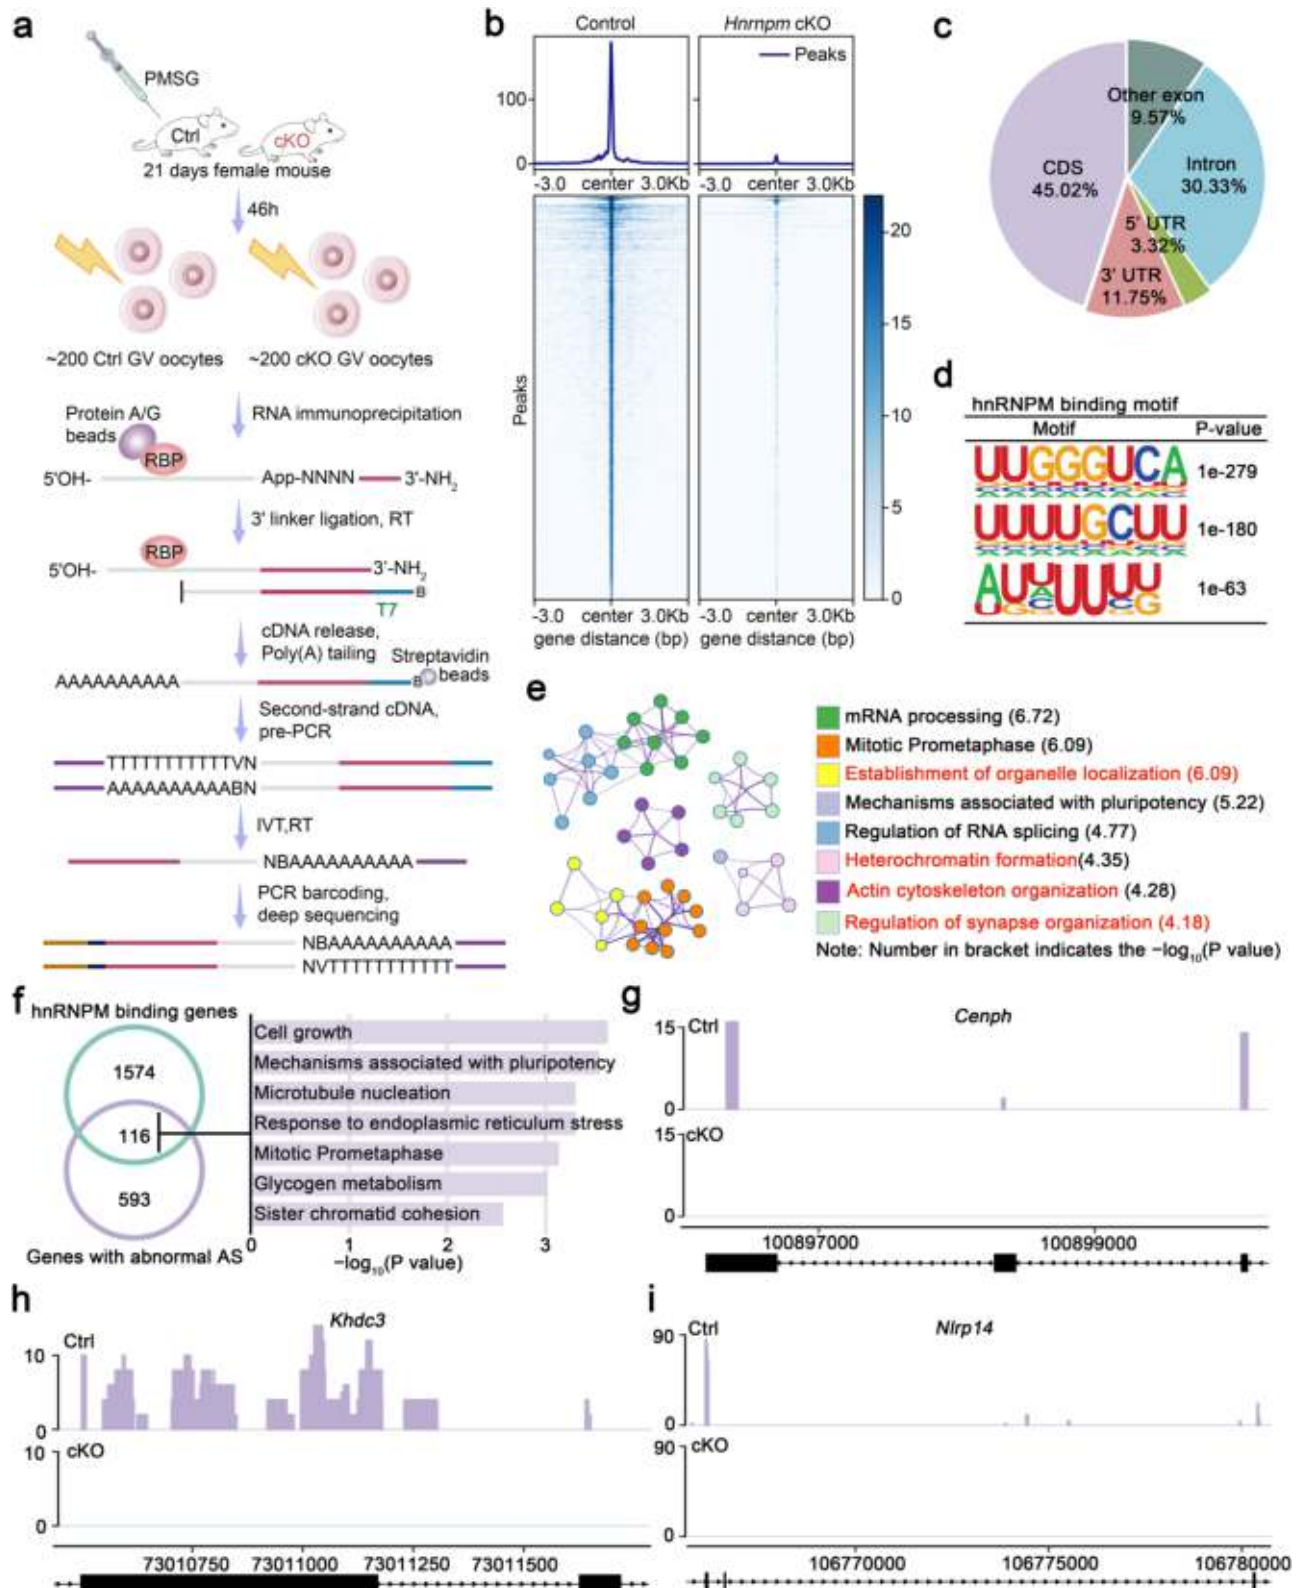 a
PMSG
Ctrl
cKO
21 days female mouse
46h
~200 Ctrl GV oocytes
~200 cKO GV oocytes
RNA immunoprecipitation
Protein A/G
beads
RBP
5'OH-
App-NNNN
3'-NH2
3' linker ligation, RT
RBP
5'OH-
3'-NH2
B
T7
cDNA release,
Poly(A) tailing
Streptavidin
beads
AAAAAAAAAA
B
Second-strand cDNA,
pre-PCR
TTTTTTTTTTTVN
AAAAAAAAAABN
IVT,RT
NBAAAAAAAAAA
PCR barcoding,
deep sequencing
NBAAAAAAAAAA
NVTTTTTTTTTTT
b
Control
Hnrnpm cKO
Peaks
100
0
-3.0 center 3.0Kb
-3.0 center 3.0Kb
Peaks
20
15
10
5
0
-3.0 center 3.0Kb
-3.0 center 3.0Kb
gene distance (bp)
gene distance (bp)
c
Other exon
9.57%
CDS
45.02%
Intron
30.33%
5' UTR
3.32%
3' UTR
11.75%
d
hnRNPM binding motif
Motif P-value
UUGGGUCA 1e-279
UUUUGCUU 1e-180
AUUUUUU 1e-63
e
mRNA processing (6.72)
Mitotic Prometaphase (6.09)
Establishment of organelle localization (6.09)
Mechanisms associated with pluripotency (5.22)
Regulation of RNA splicing (4.77)
Heterochromatin formation(4.35)
Actin cytoskeleton organization (4.28)
Regulation of synapse organization (4.18)
Note: Number in bracket indicates the −log10(P value)
f
hnRNPM binding genes
1574
116
593
Genes with abnormal AS
Cell growth
Mechanisms associated with pluripotency
Microtubule nucleation
Response to endoplasmic reticulum stress
Mitotic Prometaphase
Glycogen metabolism
Sister chromatid cohesion
0 1 2 3
−log10(P value)
g
Cenph
15
Ctrl
0
15
cKO
0
100897000 100899000
h
Khdc3
Ctrl
10
0
10
cKO
0
73010750 73011000 73011250 73011500
i
Nlrp14
90
Ctrl
0
90
cKO
0
106770000 106775000 106780000